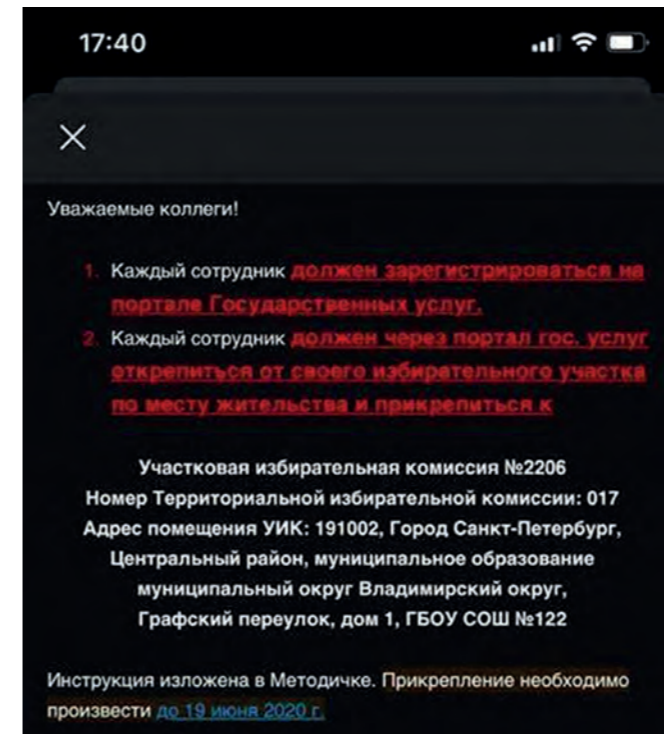 17:40
Уважаемые коллеги!
1. Каждый сотрудник должен зарегистрироваться на
портале Государственных услуг.
2. Каждый сотрудник должен через портал гос. услуг
открепиться от своего избирательного участка
по месту жительства и прикрепиться к
Участковая избирательная комиссия №2206
Номер Территориальной избирательной комиссии: 017
Адрес помещения УИК: 191002, Город Санкт-Петербург,
Центральный район, муниципальное образование
муниципальный округ Владимирский округ,
Графский переулок, дом 1, ГБОУ СОШ №122
Инструкция изложена в Методичке. Прикрепление необходимо
произвести до 19 июня 2020 г.